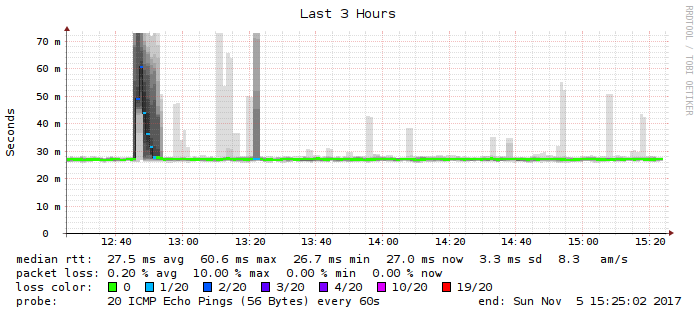 Last 3 Hours
RRDTOOL / TOBI OETIKER
Seconds
70 m
60 m
50 m
40 m
30 m
20 m
10 m
0
12:40 13:00 13:20 13:40 14:00 14:20 14:40 15:00 15:20
median rtt: 27.5 ms avg 60.6 ms max 26.7 ms min 27.0 ms now 3.3 ms sd 8.3 am/s
packet loss: 0.20 % avg 10.00 % max 0.00 % min 0.00 % now
loss color: 0 1/20 2/20 3/20 4/20 10/20 19/20
probe: 20 ICMP Echo Pings (56 Bytes) every 60s end: Sun Nov 5 15:25:02 2017